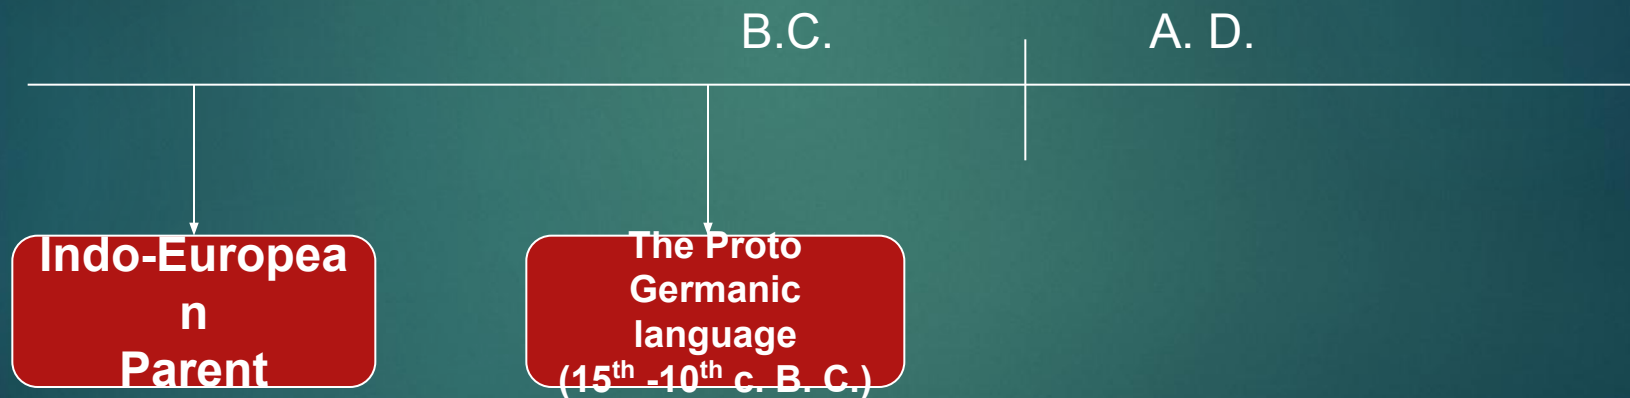 B.C.
A. D.
Indo-Europea
n
Parent
The Proto
Germanic
language
(15th -10th c. B. C.)